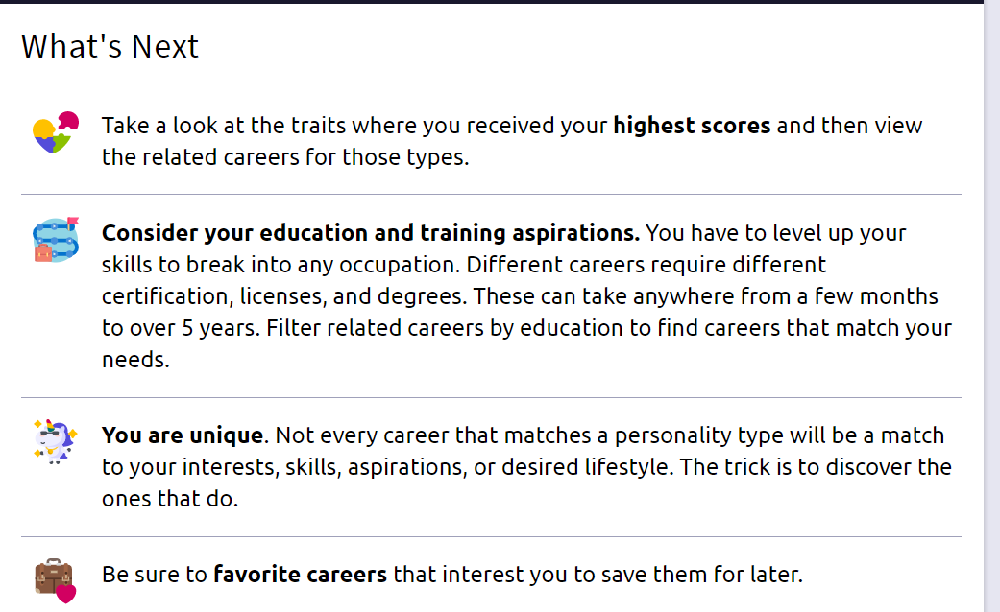 What's Next
Take a look at the traits where you received your highest scores and then view
the related careers for those types.
Consider your education and training aspirations. You have to level up your
skills to break into any occupation. Different careers require different
certification, licenses, and degrees. These can take anywhere from a few months
to over 5 years. Filter related careers by education to find careers that match your
needs.
You are unique. Not every career that matches a personality type will be a match
to your interests, skills, aspirations, or desired lifestyle. The trick is to discover the
ones that do.
Be sure to favorite careers that interest you to save them for later.